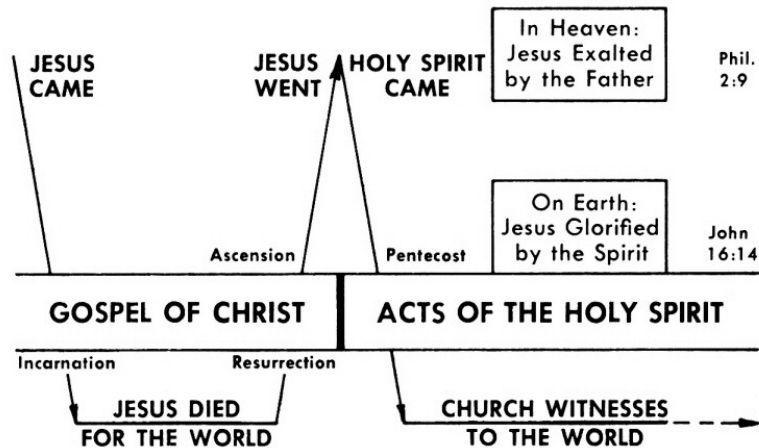 In Heaven:
Jesus Exalted
by the Father
Phil.
2:9
JESUS
CAME
JESUS
WENT
HOLY SPIRIT
CAME
On Earth:
Jesus Glorified
by the Spirit
John
16:14
Ascension
Pentecost
GOSPEL OF CHRIST
ACTS OF THE HOLY SPIRIT
Incarnation
Resurrection
JESUS DIED
FOR THE WORLD
CHURCH WITNESSES
TO THE WORLD